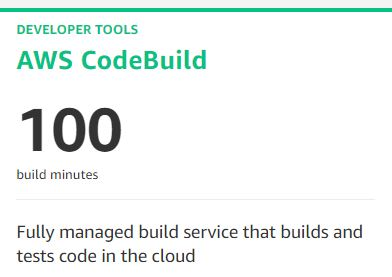 DEVELOPER TOOLS
AWS CodeBuild
100
build minutes
Fully managed build service that builds and
tests code in the cloud